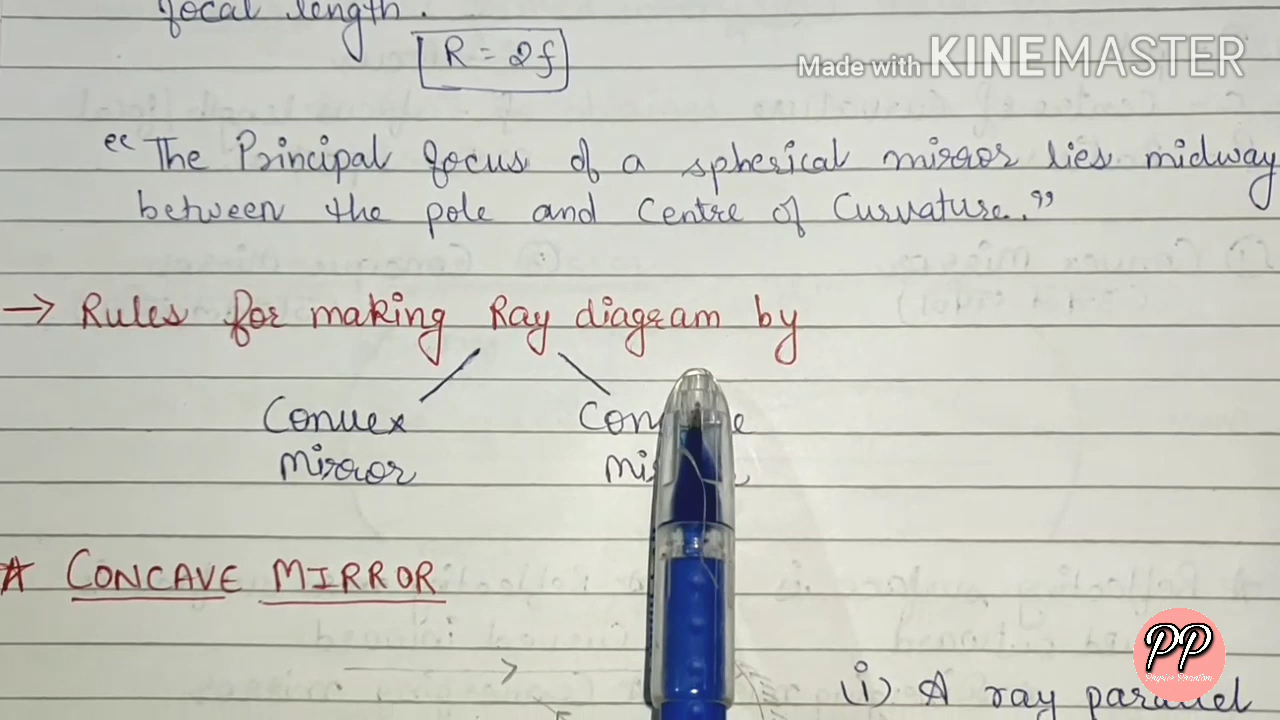 focal length.
R = 2f
Made with KINEMASTER
"The Principal focus of a spherical mirror lies midway
between the pole and Centre of Curvature."
→ Rules for making Ray diagram by
Convex
mirror
★ CONCAVE MIRROR
PP
(i) A ray parallel